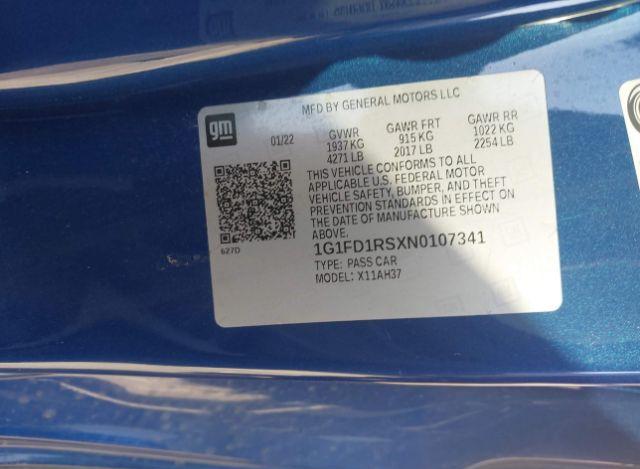 MFD BY GENERAL MOTORS LLC
gm
01/22
GVWR GAWR FRT GAWR RR
1937 KG 915 KG 1022 KG
4271 LB 2017 LB 2254 LB
THIS VEHICLE CONFORMS TO ALL
APPLICABLE U.S. FEDERAL MOTOR
VEHICLE SAFETY, BUMPER, AND THEFT
PREVENTION STANDARDS IN EFFECT ON
THE DATE OF MANUFACTURE SHOWN
ABOVE.
627D
1G1FD1RSXN0107341
TYPE: PASS CAR
MODEL: X11AH37